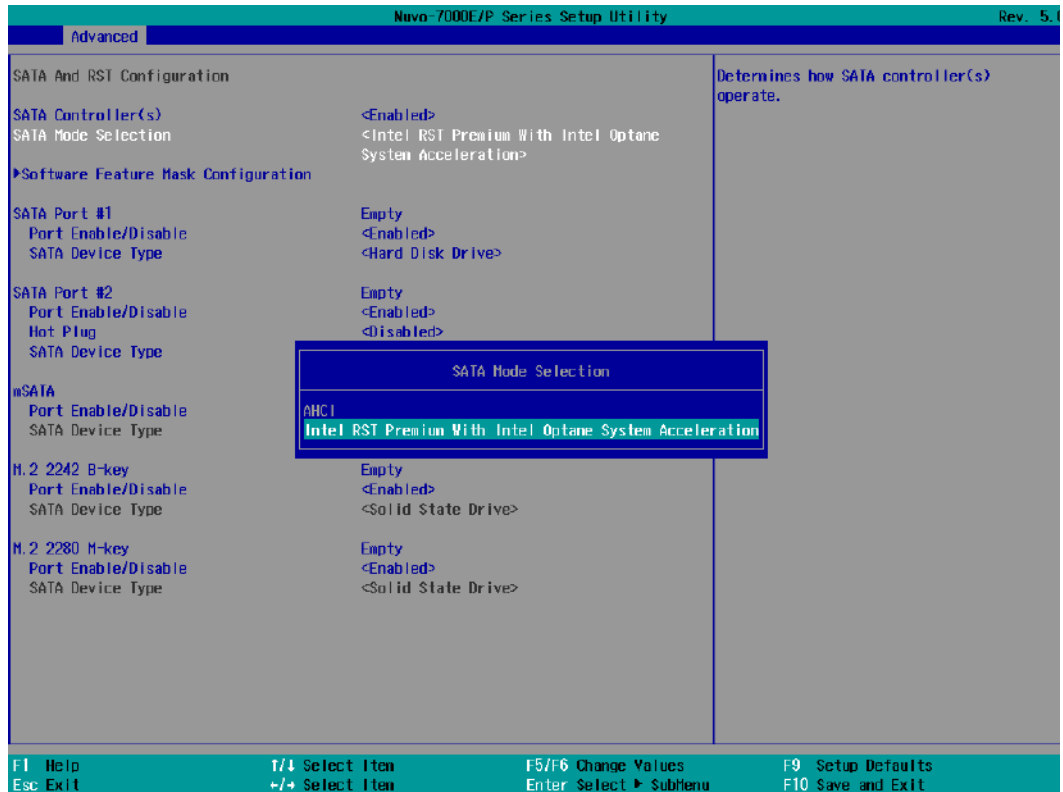 Nuvo-7000E/P Series Setup Utility Rev. 5.
Advanced
SATA And RST Configuration
Determines how SATA controller(s)
operate.
SATA Controller(s) <Enabled>
SATA Mode Selection <Intel RST Premium With Intel Optane
System Acceleration>
▶Software Feature Mask Configuration
SATA Port #1 Empty
Port Enable/Disable <Enabled>
SATA Device Type <Hard Disk Drive>
SATA Port #2 Empty
Port Enable/Disable <Enabled>
Hot Plug <Disabled>
SATA Device Type
SATA Mode Selection
AHCI
Intel RST Premium With Intel Optane System Acceleration
mSATA
Port Enable/Disable
SATA Device Type
M.2 2242 B-key Empty
Port Enable/Disable <Enabled>
SATA Device Type <Solid State Drive>
M.2 2280 M-key Empty
Port Enable/Disable <Enabled>
SATA Device Type <Solid State Drive>
F1 Help ↑/↓ Select Item F5/F6 Change Values F9 Setup Defaults
Esc Exit ←/→ Select Item Enter Select ▶ SubMenu F10 Save and Exit